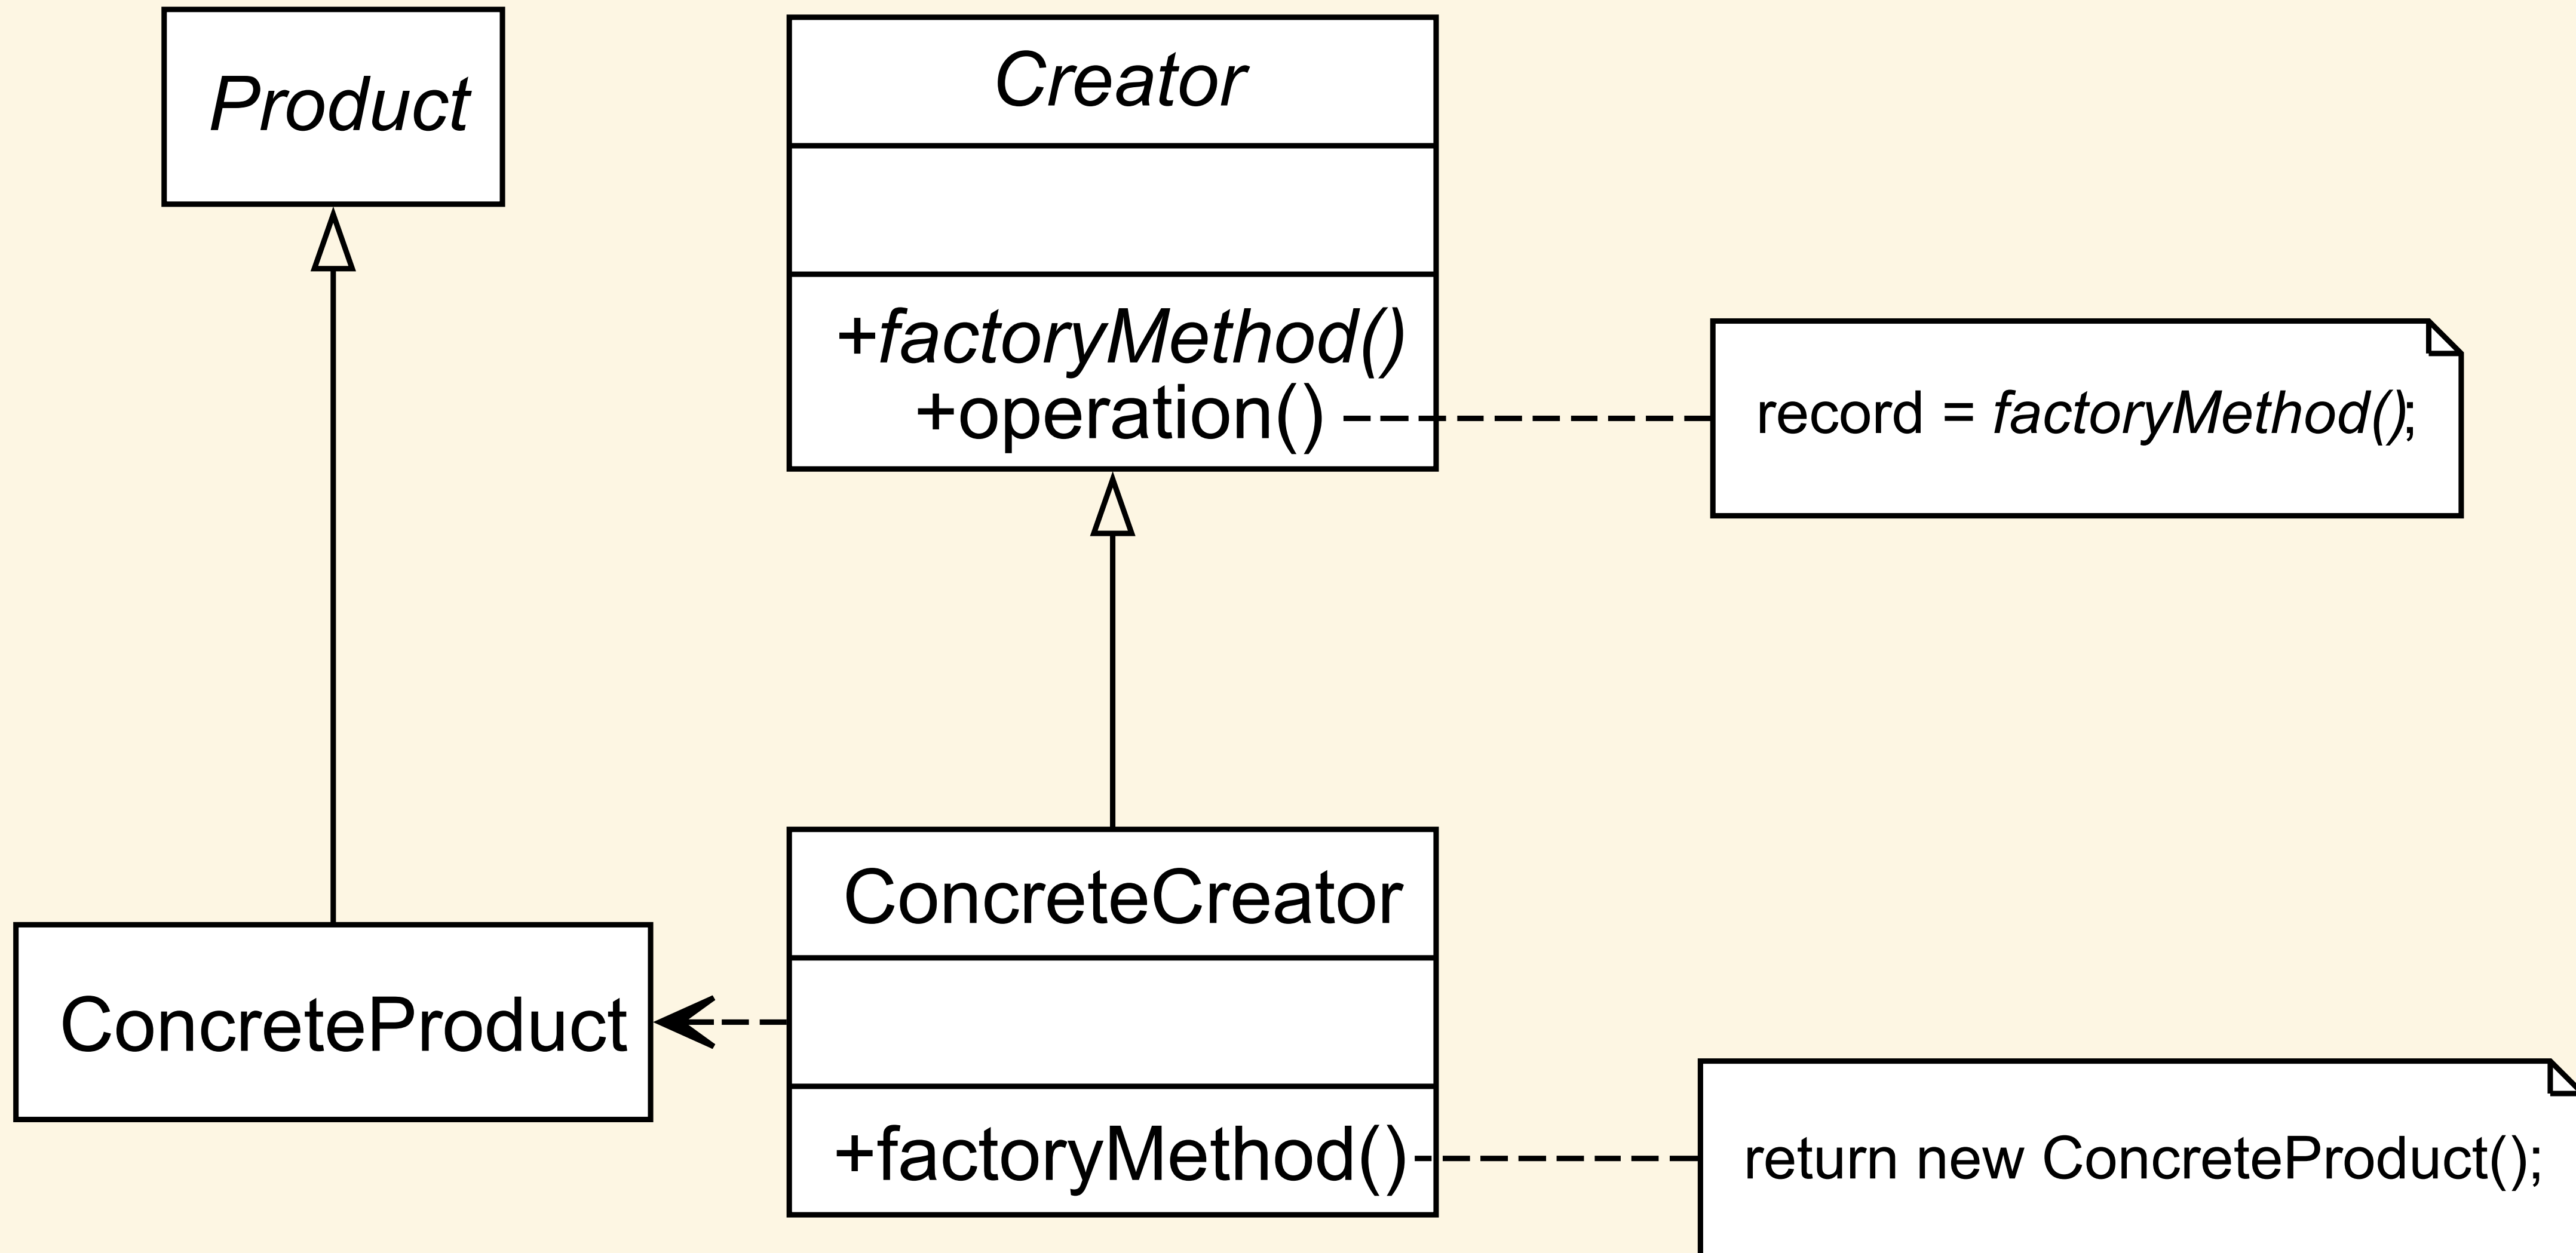 Product
Creator
+factoryMethod()
+operation()
record = factoryMethod();
ConcreteCreator
ConcreteProduct
+factoryMethod()
return new ConcreteProduct();